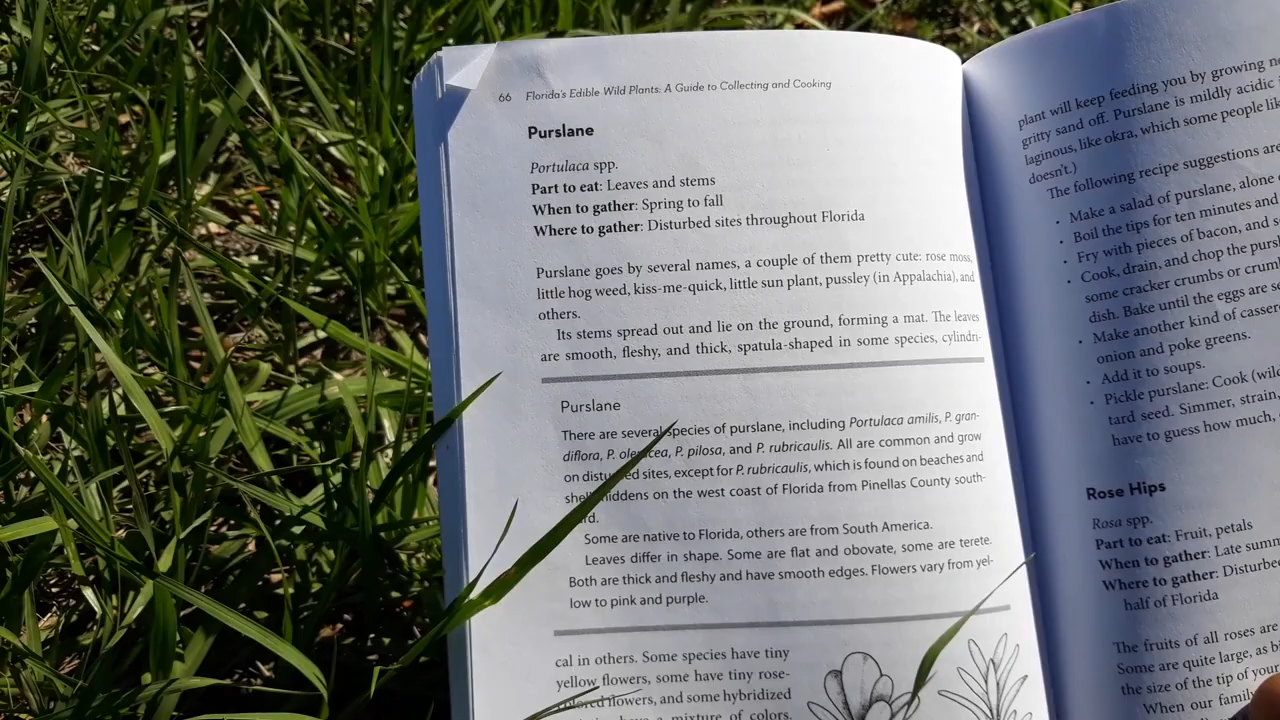 66 Florida's Edible Wild Plants: A Guide to Collecting and Cooking
Purslane
Portulaca spp.
Part to eat: Leaves and stems
When to gather: Spring to fall
Where to gather: Disturbed sites throughout Florida
Purslane goes by several names, a couple of them pretty cute: rose moss,
little hog weed, kiss-me-quick, little sun plant, pussley (in Appalachia), and
others.
Its stems spread out and lie on the ground, forming a mat. The leaves
are smooth, fleshy, and thick, spatula-shaped in some species, cylindri-
Purslane
There are several species of purslane, including Portulaca amilis, P. gran-
diflora, P. oleracea, P. pilosa, and P. rubricaulis. All are common and grow
on disturbed sites, except for P. rubricaulis, which is found on beaches and
shell middens on the west coast of Florida from Pinellas County south-
rd.
Some are native to Florida, others are from South America.
Leaves differ in shape. Some are flat and obovate, some are terete.
Both are thick and fleshy and have smooth edges. Flowers vary from yel-
low to pink and purple.
cal in others. Some species have tiny
yellow flowers, some have tiny rose-
colored flowers, and some hybridized
have a mixture of colors.
plant will keep feeding you by growing
gritty sand off. Purslane is mildly acidic
laginous, like okra, which some people
doesn't.)
The following recipe suggestions are
• Make a salad of purslane, alone
• Boil the tips for ten minutes and
• Fry with pieces of bacon, and
• Cook, drain, and chop the
some cracker crumbs or
dish. Bake until the eggs are
• Make another kind of
onion and poke greens.
• Add it to soups.
• Pickle purslane: Cook
tard seed. Simmer, strain,
have to guess how much,
Rose Hips
Rosa spp.
Part to eat: Fruit, petals
When to gather: Late
Where to gather:
half of Florida
The fruits of all roses are
Some are quite large, as
the size of the tip of your
When our family